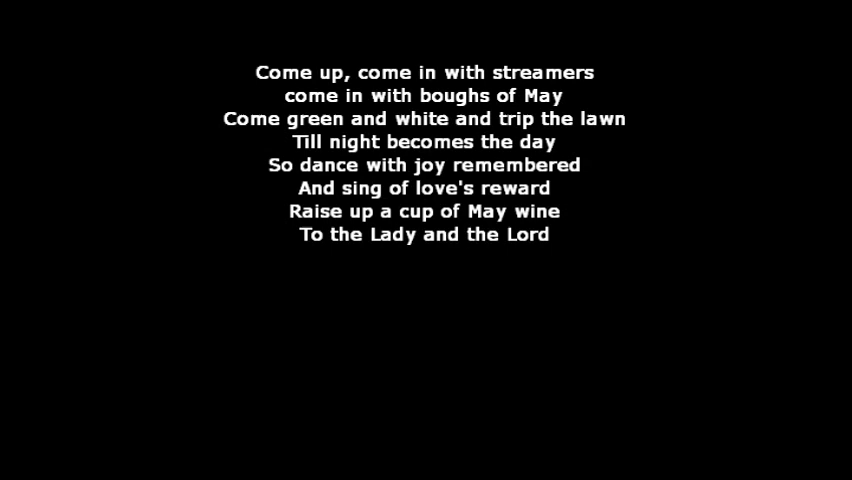 Come up, come in with streamers
come in with boughs of May
Come green and white and trip the lawn
Till night becomes the day
So dance with joy remembered
And sing of love's reward
Raise up a cup of May wine
To the Lady and the Lord